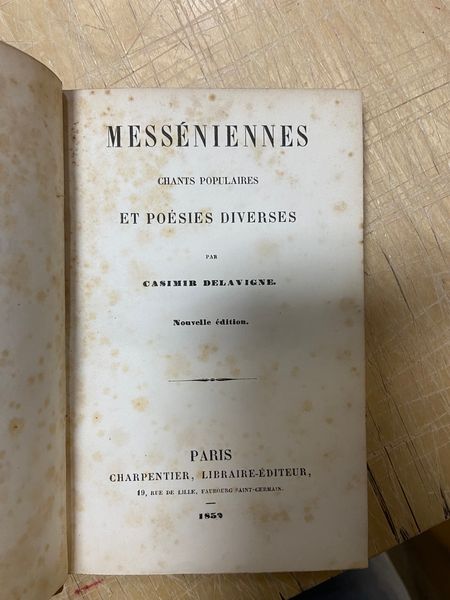 MESSÉNIENNES
CHANTS POPULAIRES
ET POÉSIES DIVERSES
PAR
CASIMIR DELAVIGNE.
Nouvelle édition.
PARIS
CHARPENTIER, LIBRAIRE-ÉDITEUR,
19, RUE DE LILLE, FAUBOURG SAINT-GERMAIN.
1852